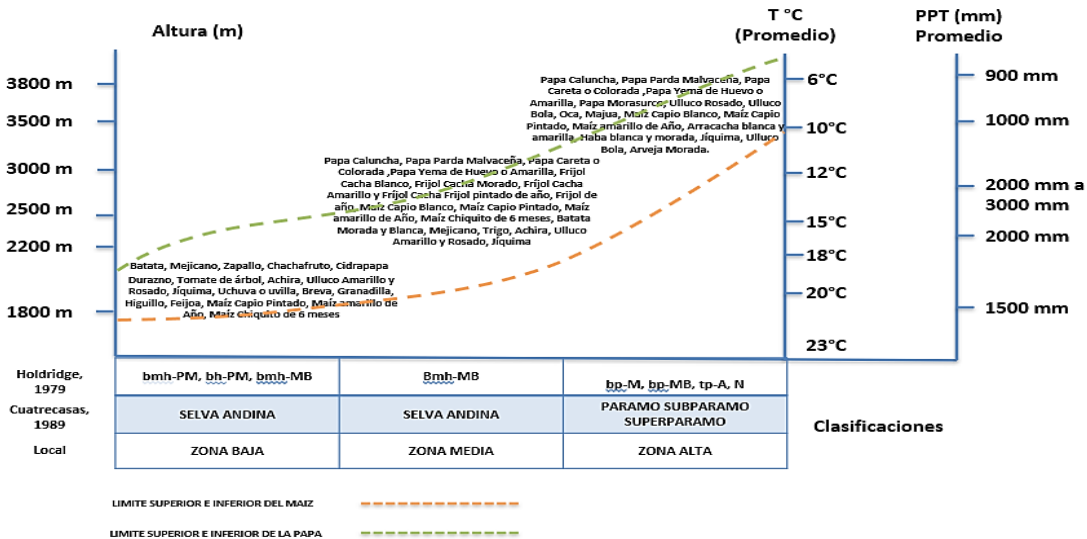 Altura (m)
T °C
(Promedio)
PPT (mm)
Promedio
3800 m
3500 m
3000 m
2500 m
2200 m
1800 m
Papa Caluncha, Papa Parda Malvaceña, Papa
Careta o Colorada ,Papa Yema de Huevo o
Amarilla, Papa Morasurco, Ulluco Rosado, Ulluco
Bola, Oca, Majua, Maíz Capio Blanco, Maíz Capio
Pintado, Maíz amarillo de Año, Arracacha blanca y
amarilla, Haba blanca y morada, Jíquima, Ulluco
Bola, Arveja Morada.
Papa Caluncha, Papa Parda Malvaceña, Papa Careta o
Colorada ,Papa Yema de Huevo o Amarilla, Frijol
Cacha Blanco, Frijol Cacha Morado, Fríjol Cacha
Amarillo y Fríjol Cacha Frijol pintado de año, Frijol de
año, Maíz Capio Blanco, Maíz Capio Pintado, Maíz
amarillo de Año, Maíz Chiquito de 6 meses, Batata
Morada y Blanca, Mejicano, Trigo, Achira, Ulluco
Amarillo y Rosado, Jíquima
Batata, Mejicano, Zapallo, Chachafruto, Cidrapapa
Durazno, Tomate de árbol, Achira, Ulluco Amarillo y
Rosado, Jíquima, Uchuva o uvilla, Breva, Granadilla,
Higuillo, Feijoa, Maíz Capio Pintado, Maíz amarillo de
Año, Maíz Chiquito de 6 meses
6°C
10°C
12°C
15°C
18°C
20°C
23°C
900 mm
1000 mm
2000 mm a
3000 mm
2000 mm
1500 mm
Holdridge,
1979
bmh-PM, bh-PM, bmh-MB
Bmh-MB
bp-M, bp-MB, tp-A, N
Cuatrecasas,
1989
SELVA ANDINA
SELVA ANDINA
PARAMO SUBPARAMO
SUPERPARAMO
Local
ZONA BAJA
ZONA MEDIA
ZONA ALTA
Clasificaciones
LIMITE SUPERIOR E INFERIOR DEL MAIZ
LIMITE SUPERIOR E INFERIOR DE LA PAPA